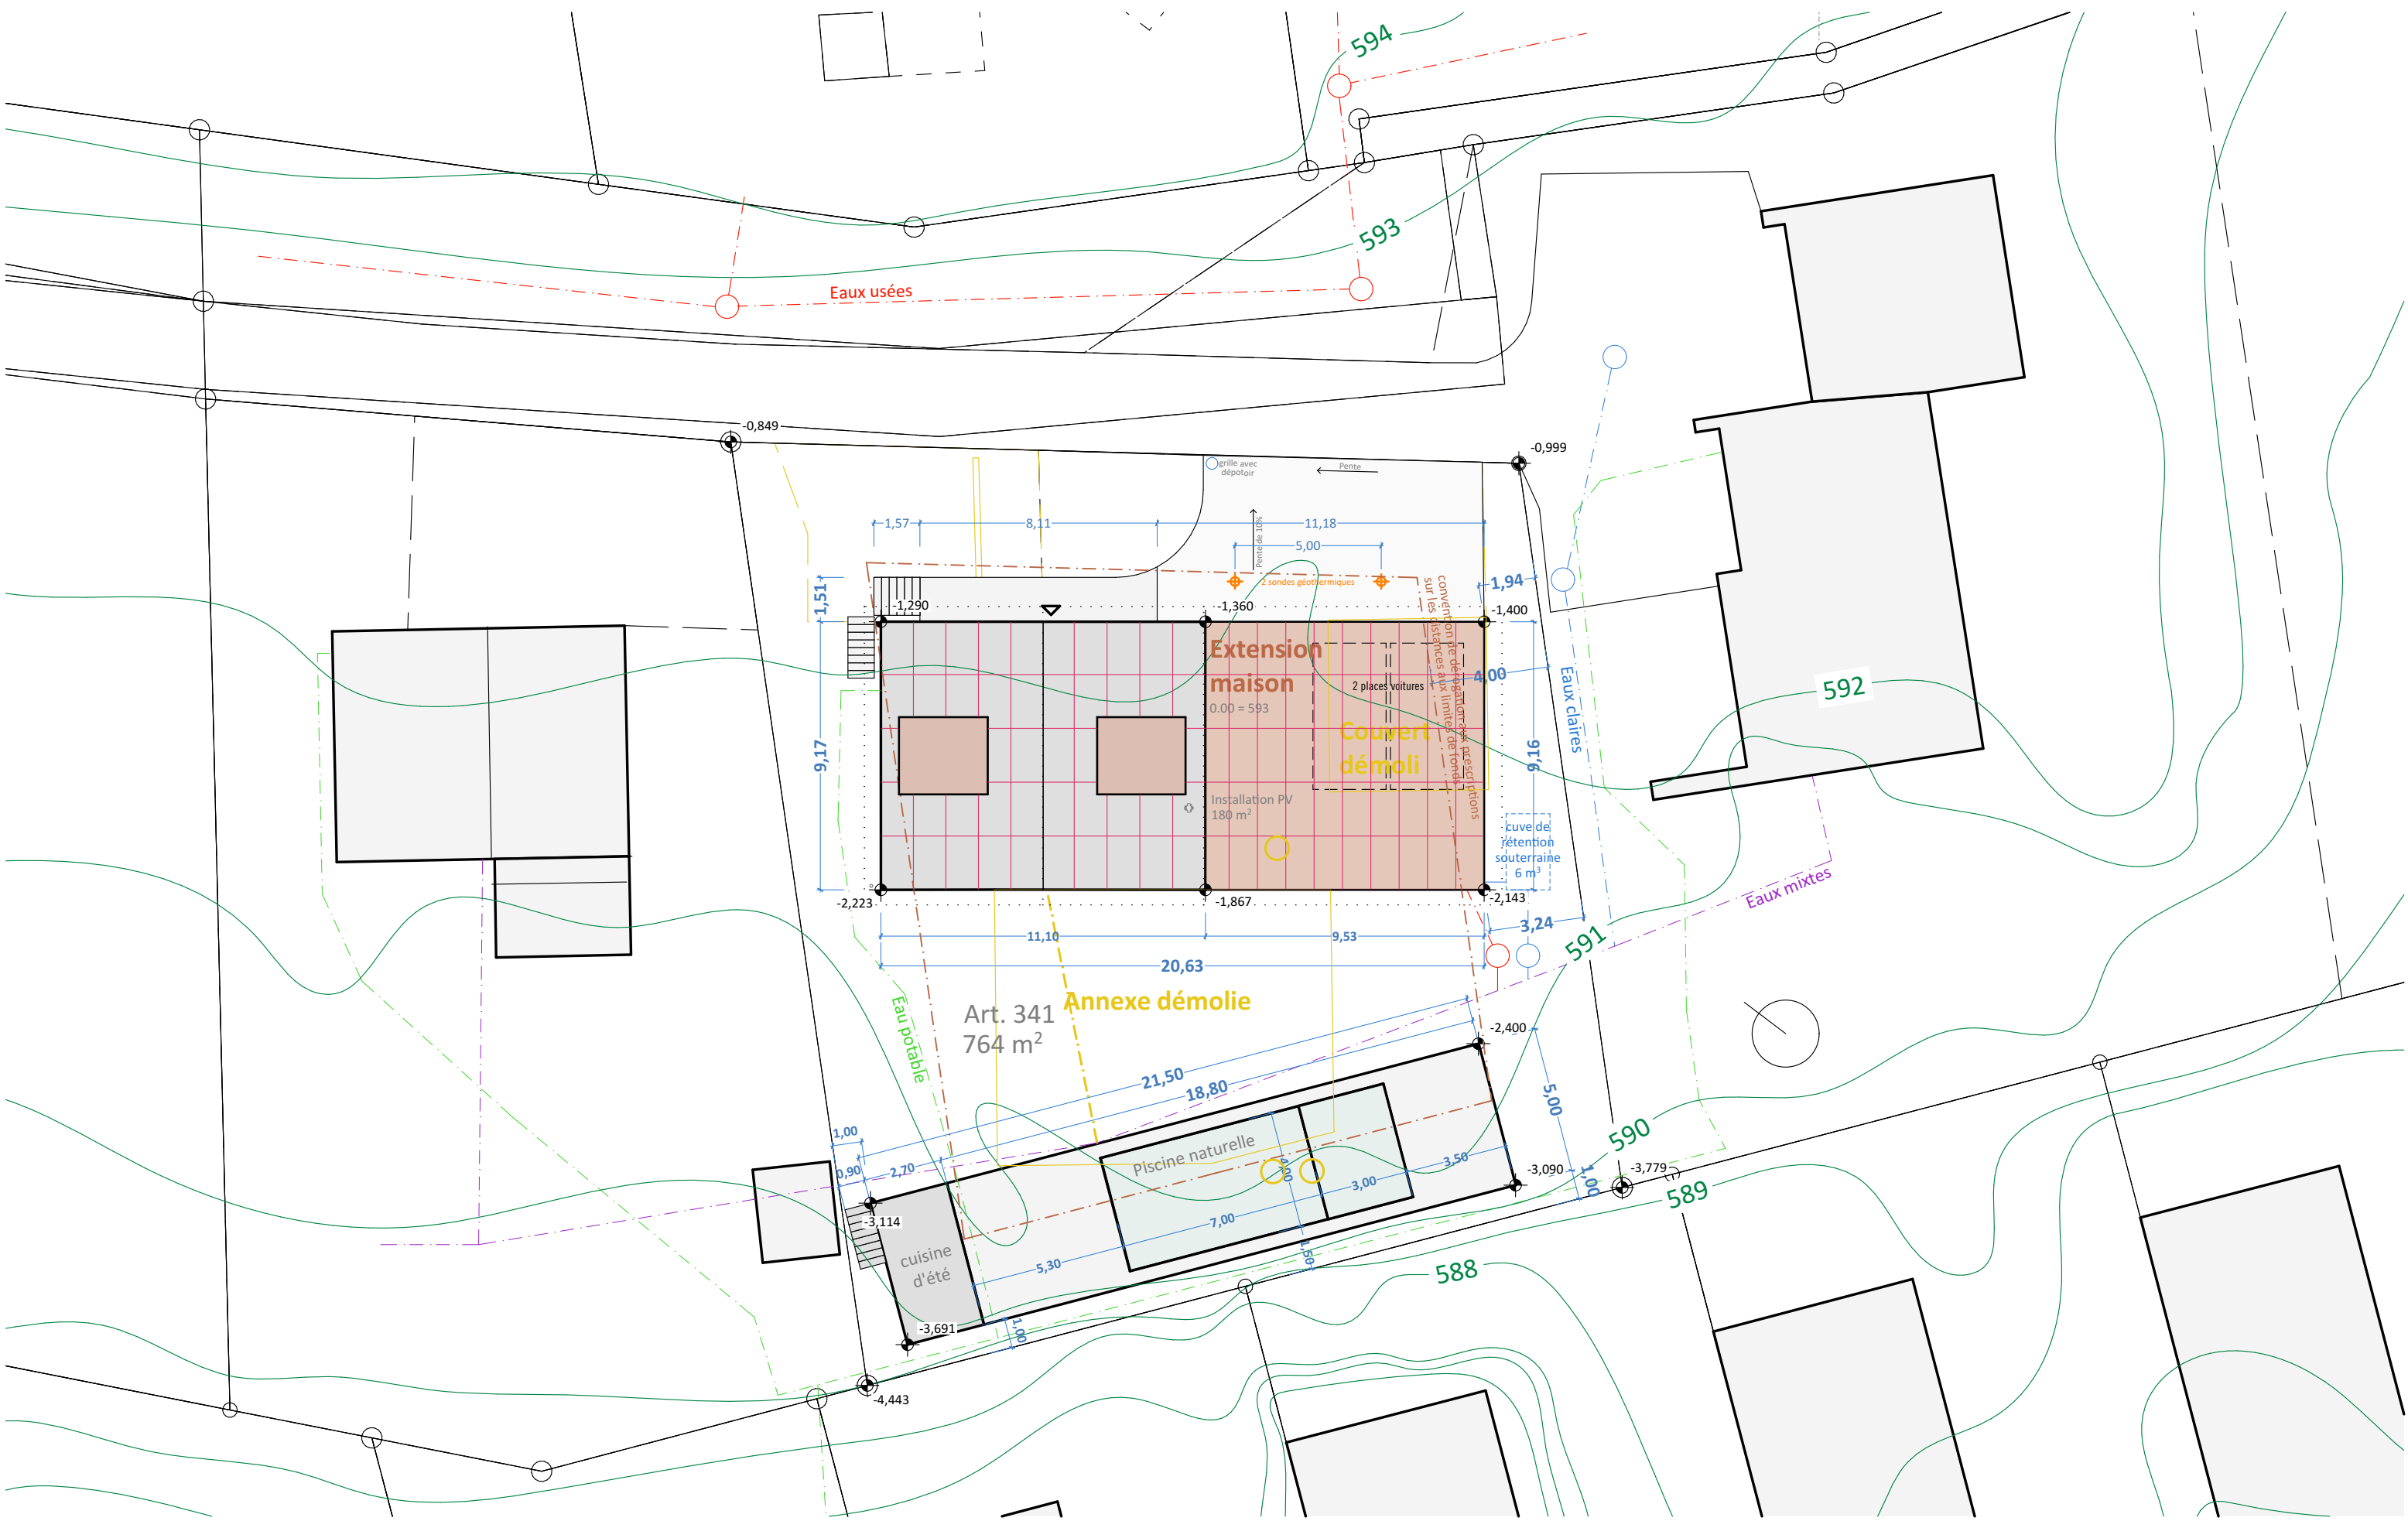 594
593
Eaux usées
-0,849
-0,999
grille avec
dépotoir
Pente
1,57
8,11
11,18
Pente de 10%
5,00
2 sondes géothermiques
1,51
1,94
-1,290
-1,360
-1,400
convention de dérogation aux prescriptions
sur les distances aux limites de fonds
Extension
maison
0.00 = 593
2 places voitures
4,00
Eaux claires
592
Couvert
démoli
9,17
9,16
Installation PV
180 m²
cuve de
rétention
souterraine
6 m³
Eaux mixtes
-2,223
-1,867
-2,143
3,24
11,10
9,53
591
20,63
Annexe démolie
Art. 341
764 m²
Eau potable
-2,400
21,50
18,80
5,00
1,00
0,90
2,70
Piscine naturelle
4,00
3,50
3,00
7,00
590
-3,090
-3,779
1,00
589
-3,114
cuisine
d'été
5,30
1,50
588
-3,691
1,00
-4,443